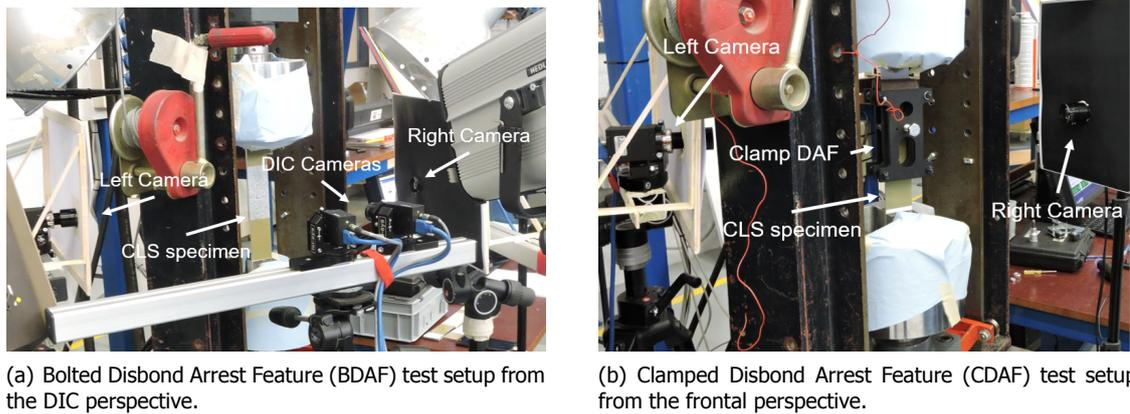 Left Camera
DIC Cameras
Right Camera
CLS specimen
(a) Bolted Disbond Arrest Feature (BDAF) test setup from
the DIC perspective.
Left Camera
Clamp DAF
CLS specimen
Right Camera
(b) Clamped Disbond Arrest Feature (CDAF) test setup
from the frontal perspective.